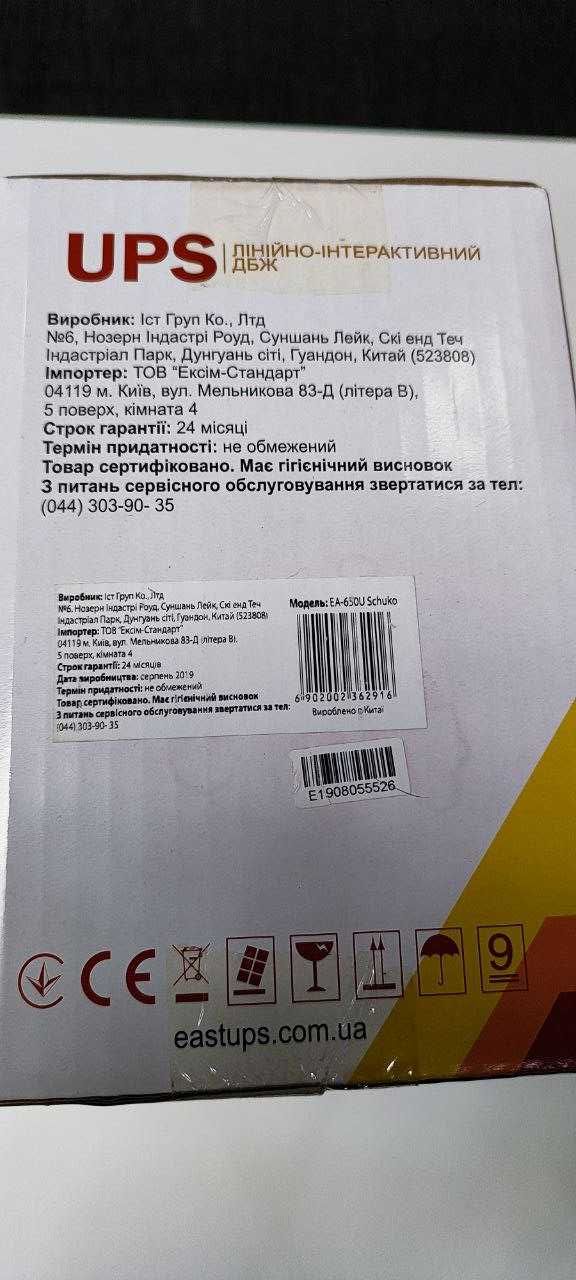 UPS
ЛІНІЙНО-ІНТЕРАКТИВНИЙ
ДБЖ
Виробник: Іст Груп Ко., Лтд
№6, Нозерн Індастрі Роуд, Суншань Лейк, Скі енд Теч
Індастріал Парк, Дунгуань сіті, Гуандон, Китай (523808)
Імпортер: ТОВ "Ексім-Стандарт"
04119 м. Київ, вул. Мельникова 83-Д (літера В),
5 поверх, кімната 4
Строк гарантії: 24 місяці
Термін придатності: не обмежений
Товар сертифіковано. Має гігієнічний висновок
З питань сервісного обслуговування звертатися за тел:
(044) 303-90- 35
Виробник: Іст Груп Ко., Лтд
№6, Нозерн Індастрі Роуд, Суншань Лейк, Скі енд Теч
Індастріал Парк, Дунгуань сіті, Гуандон, Китай (523808)
Імпортер: ТОВ "Ексім-Стандарт"
04119 м. Київ, вул. Мельникова 83-Д (літера В),
5 поверх, кімната 4
Строк гарантії: 24 місяців
Дата виробництва: серпень 2019
Термін придатності: не обмежений
Товар сертифіковано. Має гігієнічний висновок
З питань сервісного обслуговування звертатися за тел:
(044) 303-90- 35
Модель: EA-650U Schuko
6902002362916
Вироблено в Китаї
E1908055526
CE
9
eastups.com.ua